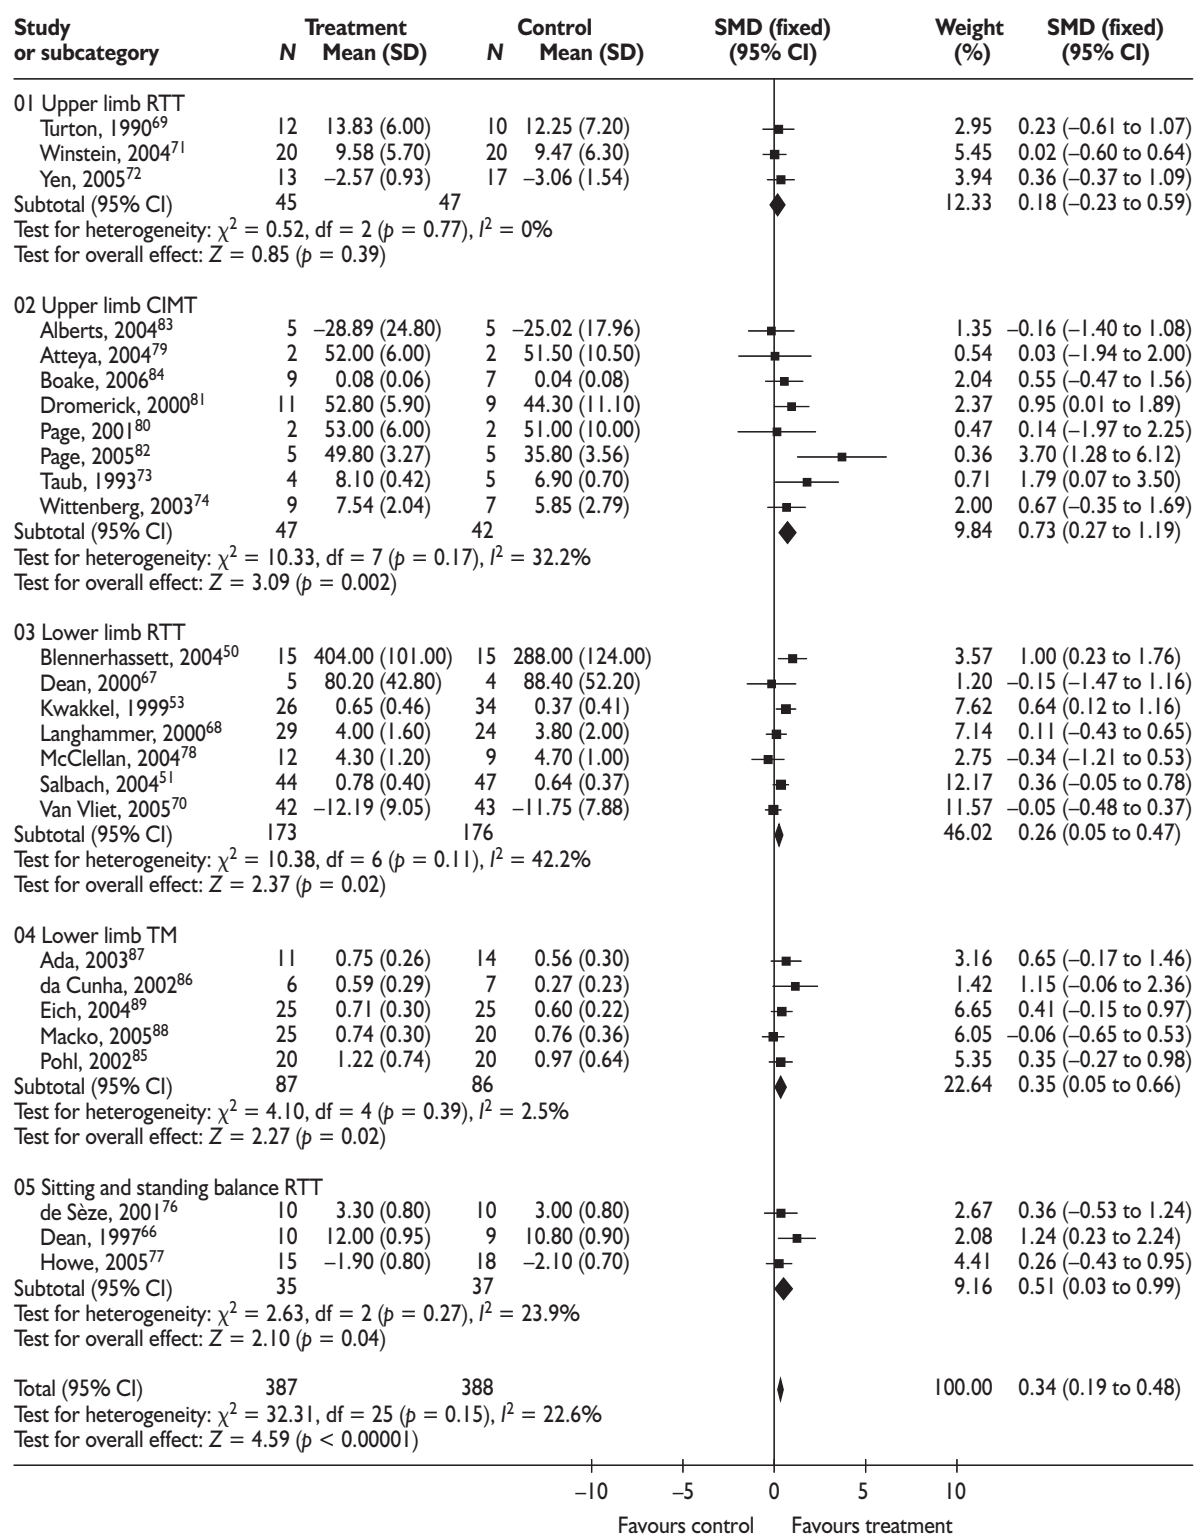 Study Treatment Control SMD (fixed) Weight SMD (fixed)
or subcategory N Mean (SD) N Mean (SD) (95% CI) (%) (95% CI)
01 Upper limb RTT
Turton, 1990⁶⁹ 12 13.83 (6.00) 10 12.25 (7.20) 2.95 0.23 (–0.61 to 1.07)
Winstein, 2004⁷¹ 20 9.58 (5.70) 20 9.47 (6.30) 5.45 0.02 (–0.60 to 0.64)
Yen, 2005⁷² 13 –2.57 (0.93) 17 –3.06 (1.54) 3.94 0.36 (–0.37 to 1.09)
Subtotal (95% CI) 45 47 12.33 0.18 (–0.23 to 0.59)
Test for heterogeneity: χ² = 0.52, df = 2 (p = 0.77), I² = 0%
Test for overall effect: Z = 0.85 (p = 0.39)
02 Upper limb CIMT
Alberts, 2004⁸³ 5 –28.89 (24.80) 5 –25.02 (17.96) 1.35 –0.16 (–1.40 to 1.08)
Atteya, 2004⁷⁹ 2 52.00 (6.00) 2 51.50 (10.50) 0.54 0.03 (–1.94 to 2.00)
Boake, 2006⁸⁴ 9 0.08 (0.06) 7 0.04 (0.08) 2.04 0.55 (–0.47 to 1.56)
Dromerick, 2000⁸¹ 11 52.80 (5.90) 9 44.30 (11.10) 2.37 0.95 (0.01 to 1.89)
Page, 2001⁸⁰ 2 53.00 (6.00) 2 51.00 (10.00) 0.47 0.14 (–1.97 to 2.25)
Page, 2005⁸² 5 49.80 (3.27) 5 35.80 (3.56) 0.36 3.70 (1.28 to 6.12)
Taub, 1993⁷³ 4 8.10 (0.42) 5 6.90 (0.70) 0.71 1.79 (0.07 to 3.50)
Wittenberg, 2003⁷⁴ 9 7.54 (2.04) 7 5.85 (2.79) 2.00 0.67 (–0.35 to 1.69)
Subtotal (95% CI) 47 42 9.84 0.73 (0.27 to 1.19)
Test for heterogeneity: χ² = 10.33, df = 7 (p = 0.17), I² = 32.2%
Test for overall effect: Z = 3.09 (p = 0.002)
03 Lower limb RTT
Blennerhassett, 2004⁵⁰ 15 404.00 (101.00) 15 288.00 (124.00) 3.57 1.00 (0.23 to 1.76)
Dean, 2000⁶⁷ 5 80.20 (42.80) 4 88.40 (52.20) 1.20 –0.15 (–1.47 to 1.16)
Kwakkel, 1999⁵³ 26 0.65 (0.46) 34 0.37 (0.41) 7.62 0.64 (0.12 to 1.16)
Langhammer, 2000⁶⁸ 29 4.00 (1.60) 24 3.80 (2.00) 7.14 0.11 (–0.43 to 0.65)
McClellan, 2004⁷⁸ 12 4.30 (1.20) 9 4.70 (1.00) 2.75 –0.34 (–1.21 to 0.53)
Salbach, 2004⁵¹ 44 0.78 (0.40) 47 0.64 (0.37) 12.17 0.36 (–0.05 to 0.78)
Van Vliet, 2005⁷⁰ 42 –12.19 (9.05) 43 –11.75 (7.88) 11.57 –0.05 (–0.48 to 0.37)
Subtotal (95% CI) 173 176 46.02 0.26 (0.05 to 0.47)
Test for heterogeneity: χ² = 10.38, df = 6 (p = 0.11), I² = 42.2%
Test for overall effect: Z = 2.37 (p = 0.02)
04 Lower limb TM
Ada, 2003⁸⁷ 11 0.75 (0.26) 14 0.56 (0.30) 3.16 0.65 (–0.17 to 1.46)
da Cunha, 2002⁸⁶ 6 0.59 (0.29) 7 0.27 (0.23) 1.42 1.15 (–0.06 to 2.36)
Eich, 2004⁸⁹ 25 0.71 (0.30) 25 0.60 (0.22) 6.65 0.41 (–0.15 to 0.97)
Macko, 2005⁸⁸ 25 0.74 (0.30) 20 0.76 (0.36) 6.05 –0.06 (–0.65 to 0.53)
Pohl, 2002⁸⁵ 20 1.22 (0.74) 20 0.97 (0.64) 5.35 0.35 (–0.27 to 0.98)
Subtotal (95% CI) 87 86 22.64 0.35 (0.05 to 0.66)
Test for heterogeneity: χ² = 4.10, df = 4 (p = 0.39), I² = 2.5%
Test for overall effect: Z = 2.27 (p = 0.02)
05 Sitting and standing balance RTT
de Sèze, 2001⁷⁶ 10 3.30 (0.80) 10 3.00 (0.80) 2.67 0.36 (–0.53 to 1.24)
Dean, 1997⁶⁶ 10 12.00 (0.95) 9 10.80 (0.90) 2.08 1.24 (0.23 to 2.24)
Howe, 2005⁷⁷ 15 –1.90 (0.80) 18 –2.10 (0.70) 4.41 0.26 (–0.43 to 0.95)
Subtotal (95% CI) 35 37 9.16 0.51 (0.03 to 0.99)
Test for heterogeneity: χ² = 2.63, df = 2 (p = 0.27), I² = 23.9%
Test for overall effect: Z = 2.10 (p = 0.04)
Total (95% CI) 387 388 100.00 0.34 (0.19 to 0.48)
Test for heterogeneity: χ² = 32.31, df = 25 (p = 0.15), I² = 22.6%
Test for overall effect: Z = 4.59 (p < 0.00001)
–10 –5 0 5 10
Favours control Favours treatment